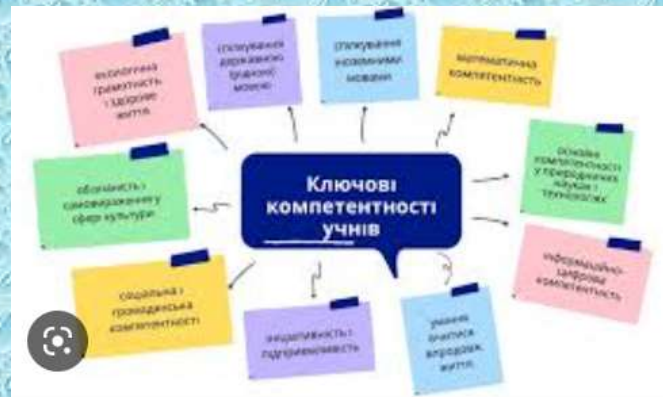 екологічна
грамотність
і здорове
життя
спілкування
державною
(рідною)
мовою
спілкування
іноземними
мовами
математична
компетентність
обізнаність і
самовираження у
сфері культури
Ключові
компетентності
учнів
основні
компетентності
у природничих
науках і
технологіях
соціальна і
громадянська
компетентності
ініціативність і
підприємливість
уміння
вчитися
впродовж
життя
інформаційно-
цифрова
компетентність